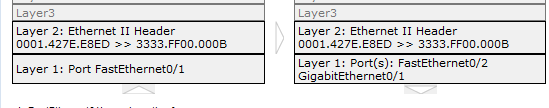 Layer3
Layer 2: Ethernet II Header
0001.427E.E8ED >> 3333.FF00.000B
Layer 1: Port FastEthernet0/1
Layer3
Layer 2: Ethernet II Header
0001.427E.E8ED >> 3333.FF00.000B
Layer 1: Port(s): FastEthernet0/2
GigabitEthernet0/1